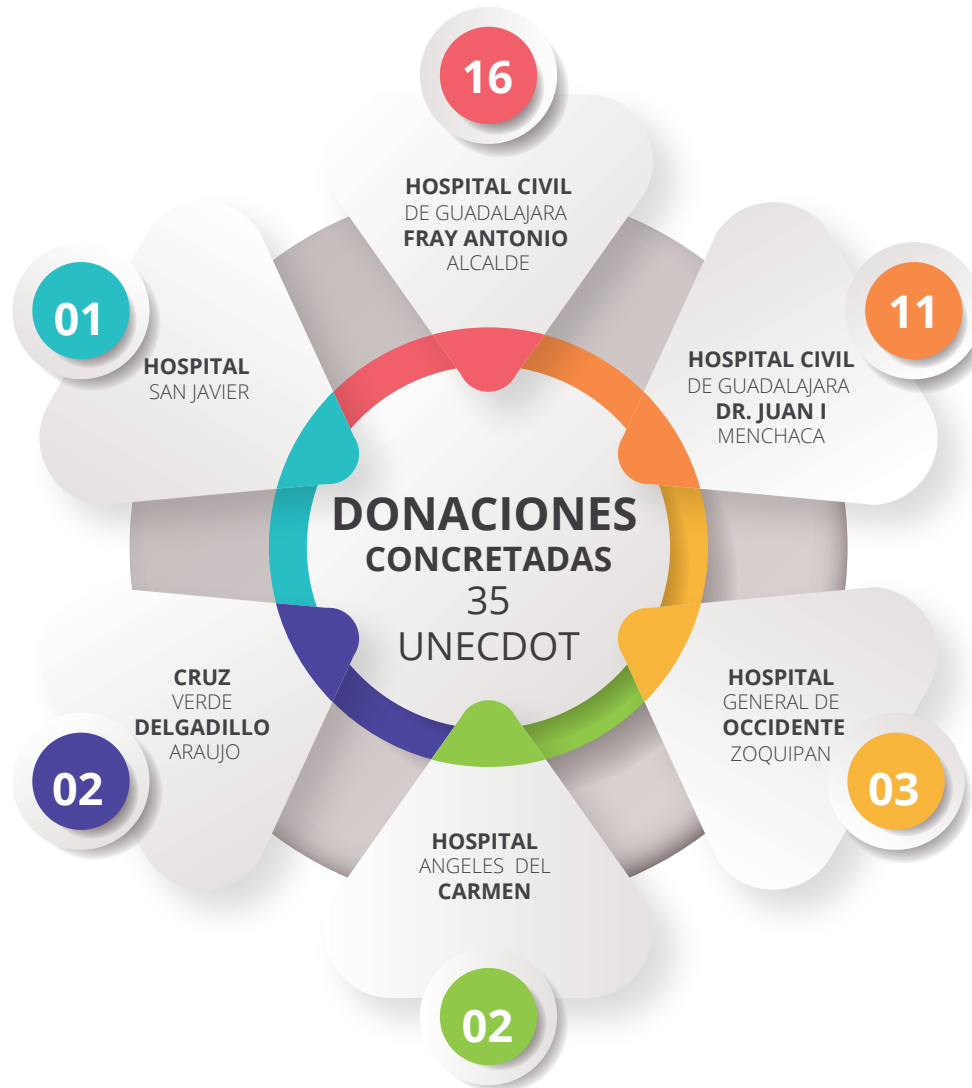 16
HOSPITAL CIVIL
DE GUADALAJARA
FRAY ANTONIO
ALCALDE
11
HOSPITAL CIVIL
DE GUADALAJARA
DR. JUAN I
MENCHACA
03
HOSPITAL
GENERAL DE
OCCIDENTE
ZOQUIPAN
02
HOSPITAL
ANGELES DEL
CARMEN
02
CRUZ
VERDE
DELGADILLO
ARAUJO
01
HOSPITAL
SAN JAVIER
DONACIONES
CONCRETADAS
35
UNECDOT